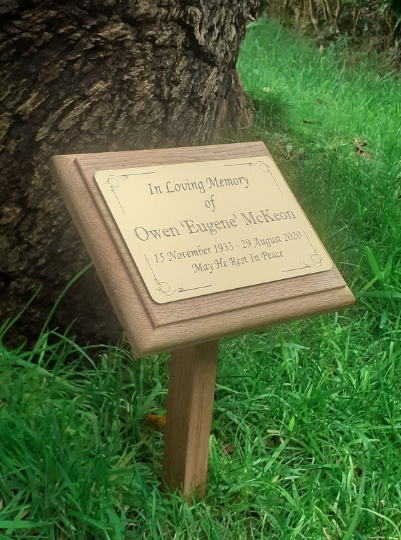 In Loving Memory
of
Owen 'Eugene' McKeon
15 November 1933 - 29 August 2020
May He Rest In Peace